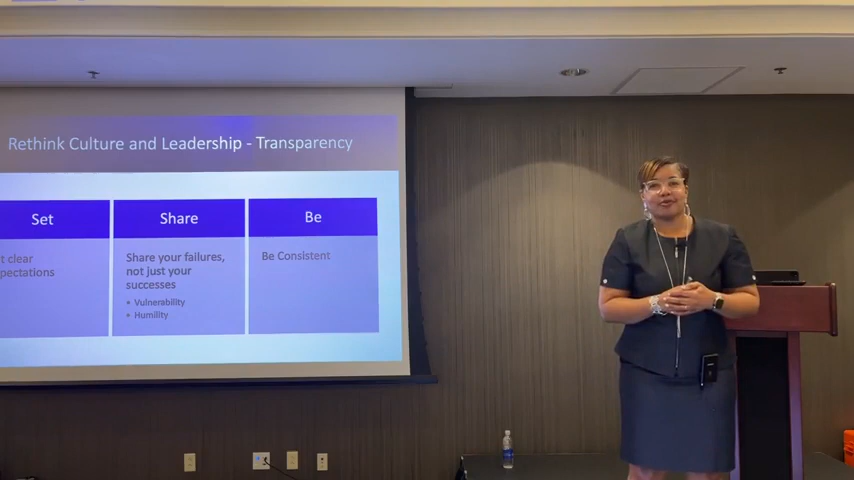 Rethink Culture and Leadership - Transparency
Set
Share
Be
t clear
pectations
Share your failures,
not just your
successes
• Vulnerability
• Humility
Be Consistent